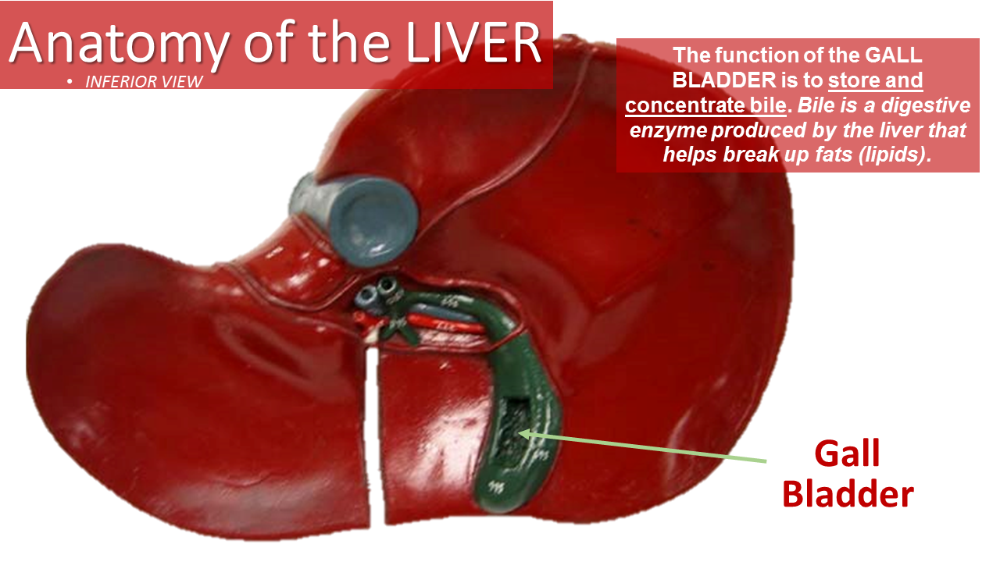 Anatomy of the LIVER
• INFERIOR VIEW
The function of the GALL
BLADDER is to store and
concentrate bile. Bile is a digestive
enzyme produced by the liver that
helps break up fats (lipids).
Gall
Bladder